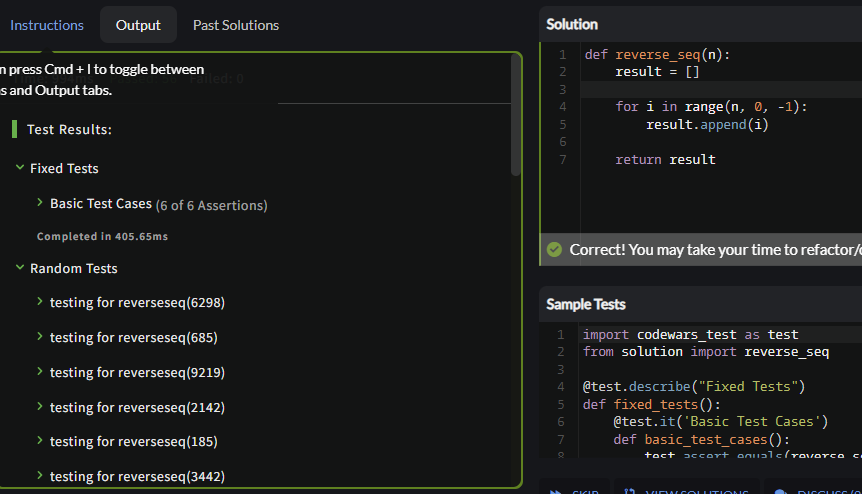 Instructions
Output
Past Solutions
n press Cmd + I to toggle between
s and Output tabs.
Test Results:
Fixed Tests
Basic Test Cases (6 of 6 Assertions)
Completed in 405.65ms
Random Tests
testing for reverseseq(6298)
testing for reverseseq(685)
testing for reverseseq(9219)
testing for reverseseq(2142)
testing for reverseseq(185)
testing for reverseseq(3442)
Solution
1 def reverse_seq(n):
2     result = []
3
4     for i in range(n, 0, -1):
5         result.append(i)
6
7     return result
Correct! You may take your time to refactor/
Sample Tests
1 import codewars_test as test
2 from solution import reverse_seq
3
4 @test.describe("Fixed Tests")
5 def fixed_tests():
6     @test.it('Basic Test Cases')
7     def basic_test_cases():
8         test.assert_equals(reverse_s
SKIP
VIEW SOLUTIONS
DISCUSS